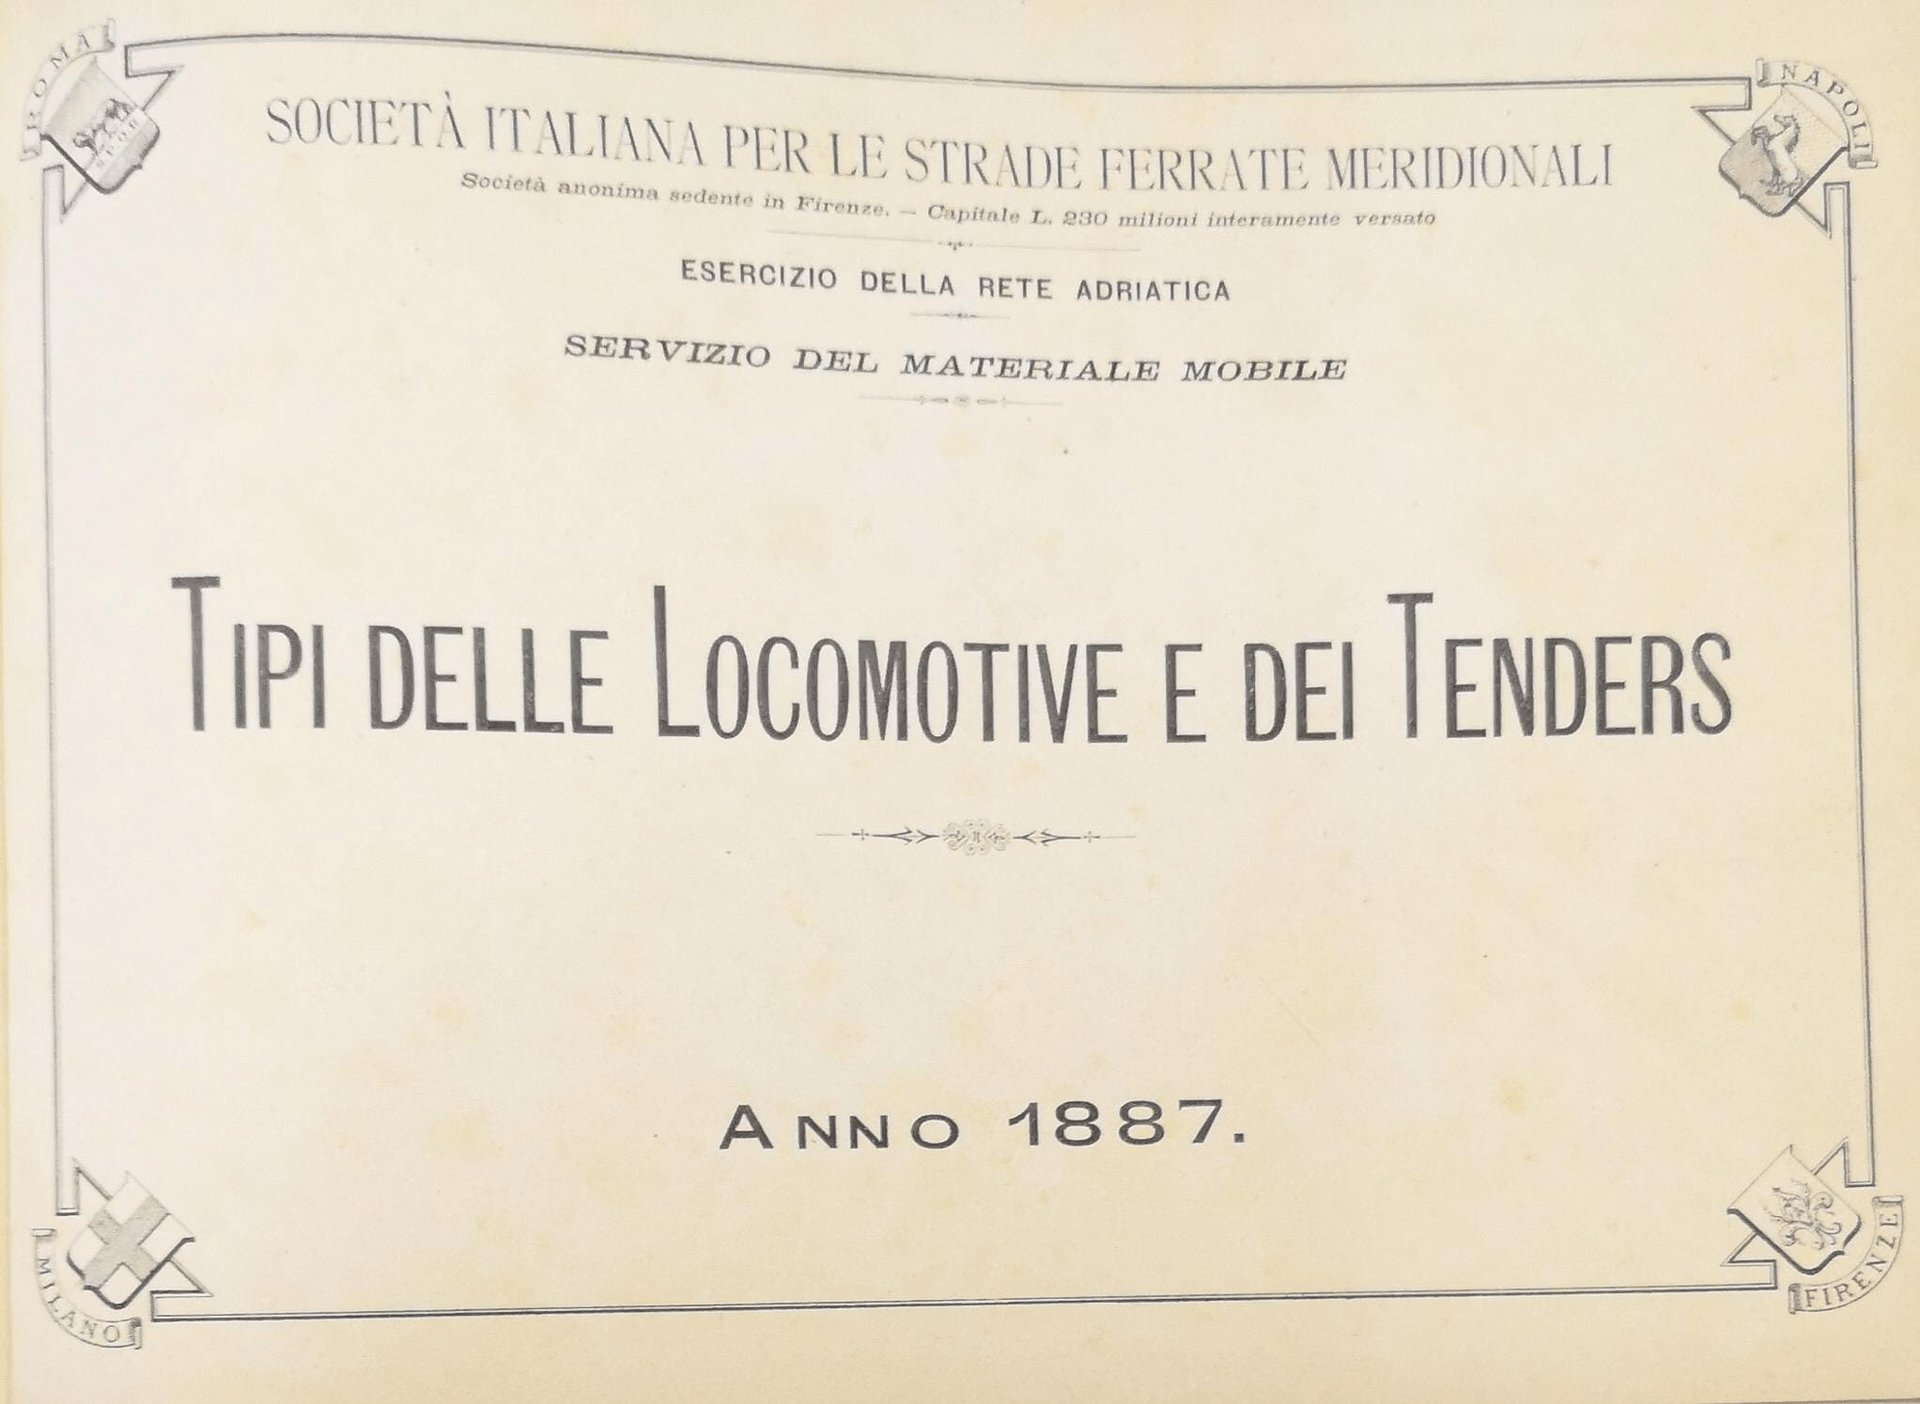 ROMA
NAPOLI
SOCIETÀ ITALIANA PER LE STRADE FERRATE MERIDIONALI
Società anonima sedente in Firenze. — Capitale L. 230 milioni interamente versato
ESERCIZIO DELLA RETE ADRIATICA
SERVIZIO DEL MATERIALE MOBILE
TIPI DELLE LOCOMOTIVE E DEI TENDERS
ANNO 1887.
MILANO
FIRENZE